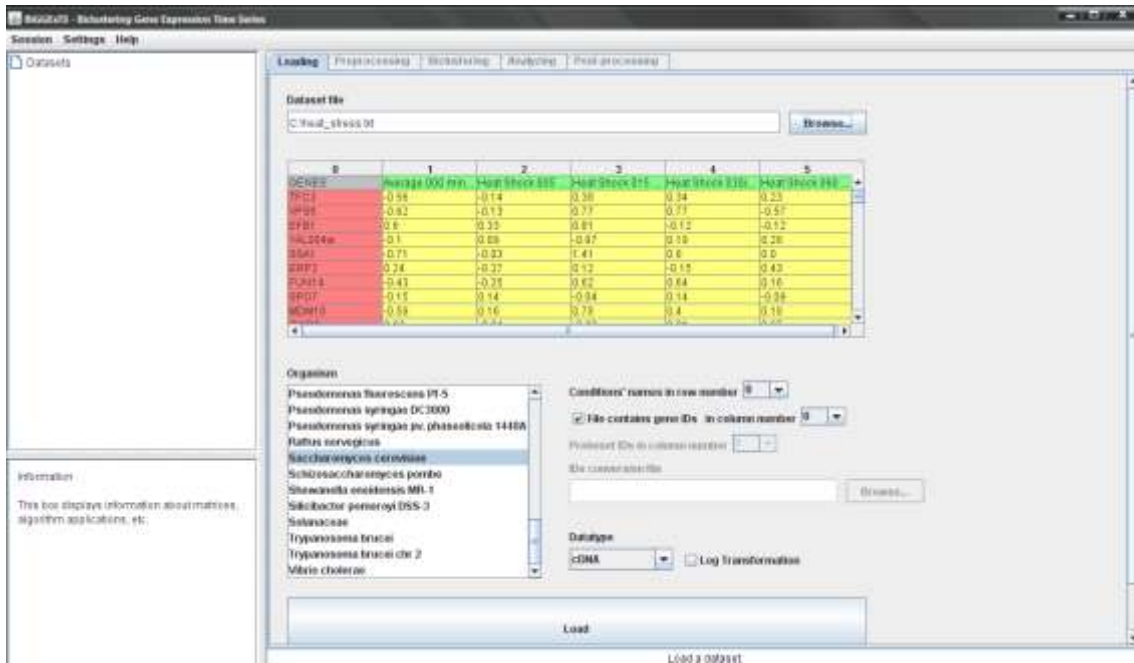 BiGGEsTS - Biclustering Gene Expression Time Series
Session Settings Help
Datasets
Loading Preprocessing Biclustering Analyzing Post-processing
Dataset file
C:\heat_stress.txt Browse...
0 1 2 3 4 5
GENES Average 000 min... Heat Shock 005 Heat Shock 015 Heat Shock 030 Heat Shock 060
TFC3 -0.56 -0.14 0.38 0.34 0.23
VPS8 -0.62 -0.13 0.77 0.77 -0.57
EFB1 0.6 0.33 0.81 -0.12 -0.12
-0.1 0.09 -0.97 0.19 0.28
SSA1 -0.71 -0.03 1.41 0.6 0.0
ERP2 0.24 -0.37 0.12 -0.15 0.43
FUN14 -0.43 -0.25 0.62 0.64 0.16
SPO7 -0.15 0.14 -0.04 0.14 -0.09
MDM10 -0.59 0.16 0.79 0.4 0.10
Organism
Pseudomonas fluorescens Pf-5
Pseudomonas syringae DC3000
Pseudomonas syringae pv. phaseolicola 1448A
Rattus norvegicus
Saccharomyces cerevisiae
Schizosaccharomyces pombe
Shewanella oneidensis MR-1
Silicibacter pomeroyi DSS-3
Solanaceae
Trypanosoma brucei
Trypanosoma brucei chr 2
Vibrio cholerae
Conditions' names in row number 0
File contains gene IDs in column number 0
Probeset IDs in column number
IDs conversion file
Browse...
Datatype
cDNA Log Transformation
Load
Information
This box displays information about matrices,
algorithm applications, etc.
Load a dataset